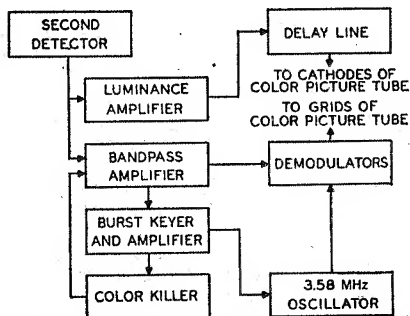 SECOND
DETECTOR
DELAY LINE
LUMINANCE
AMPLIFIER
TO CATHODES OF
COLOR PICTURE TUBE
TO GRIDS OF
COLOR PICTURE TUBE
BANDPASS
AMPLIFIER
DEMODULATORS
BURST KEYER
AND AMPLIFIER
COLOR KILLER
3.58 MHz
OSCILLATOR